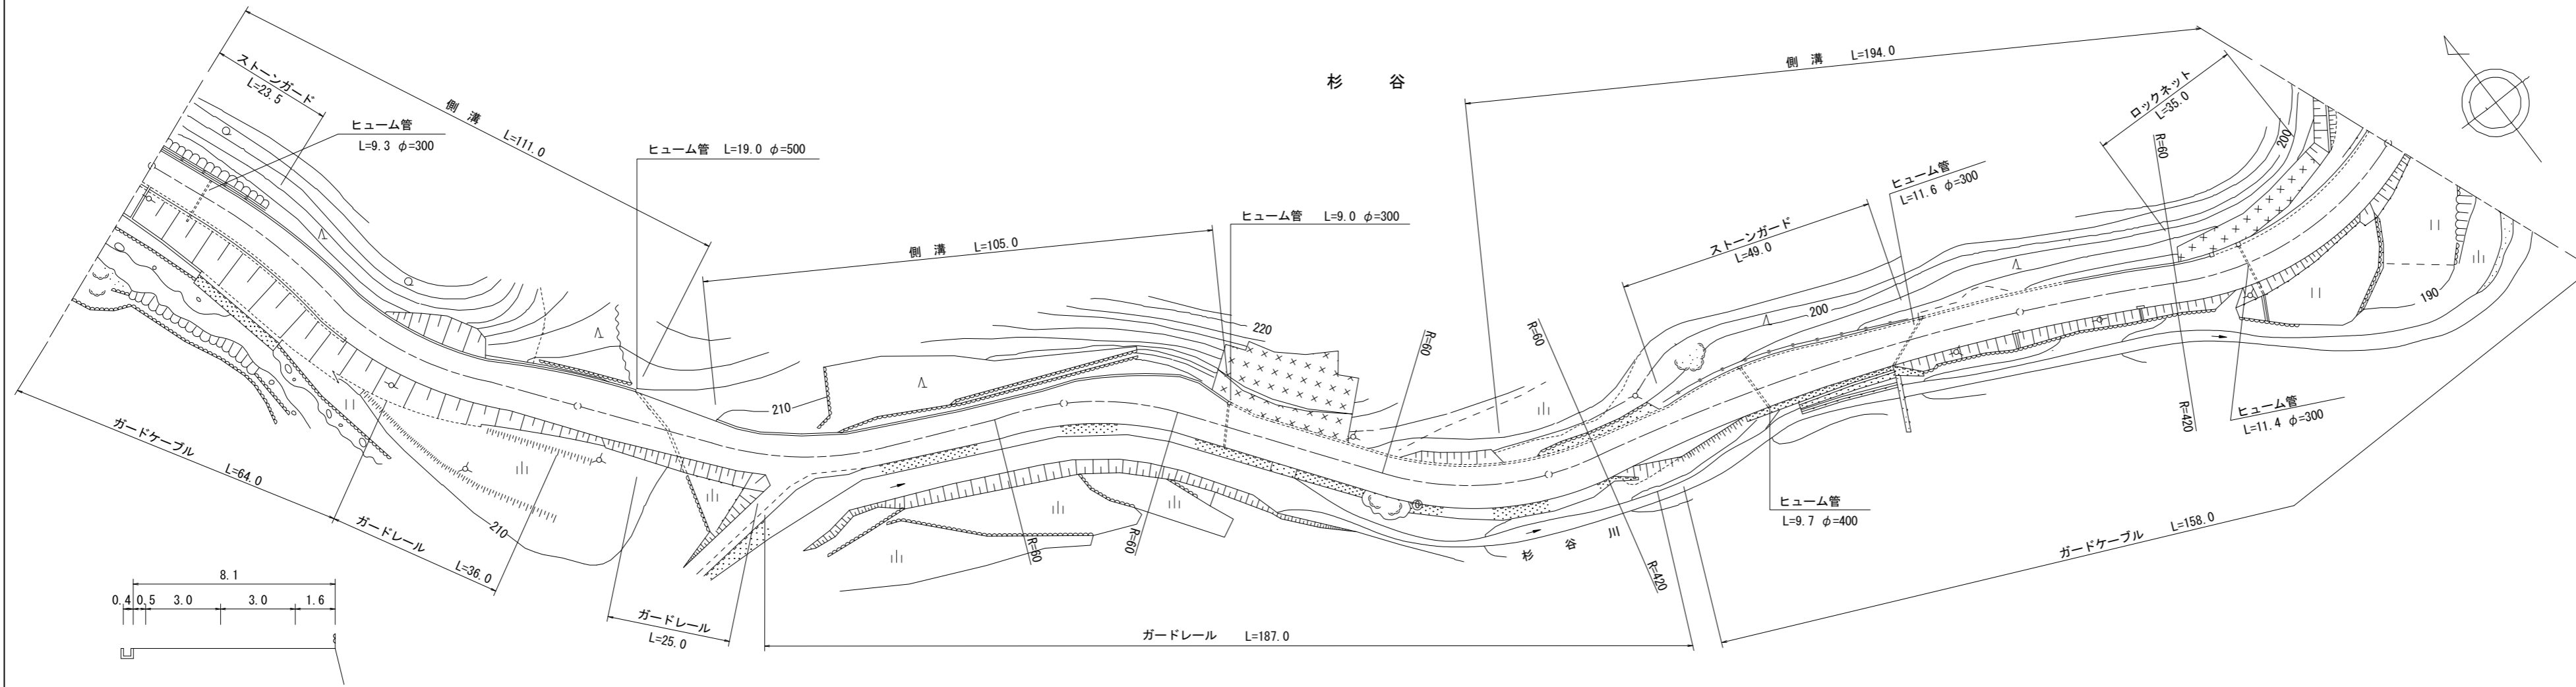 杉 谷
側 溝 L=194.0
ロックネット
L=35.0
ストーンガード
L=23.5
側 溝 L=111.0
ヒューム管
L=9.3 φ=300
ヒューム管 L=19.0 φ=500
ヒューム管 L=9.0 φ=300
側 溝 L=105.0
ストーンガード
L=49.0
ヒューム管
L=11.6 φ=300
R=60
200
200
220
210
R=60
R=60
190
R=420
ヒューム管
L=11.4 φ=300
ヒューム管
L=9.7 φ=400
杉 谷 川
R=60
R=60
R=420
210
ガードケーブル L=64.0
ガードレール L=36.0
ガードレール
L=25.0
ガードレール L=187.0
ガードケーブル L=158.0
8.1
0.4 0.5 3.0 3.0 1.6